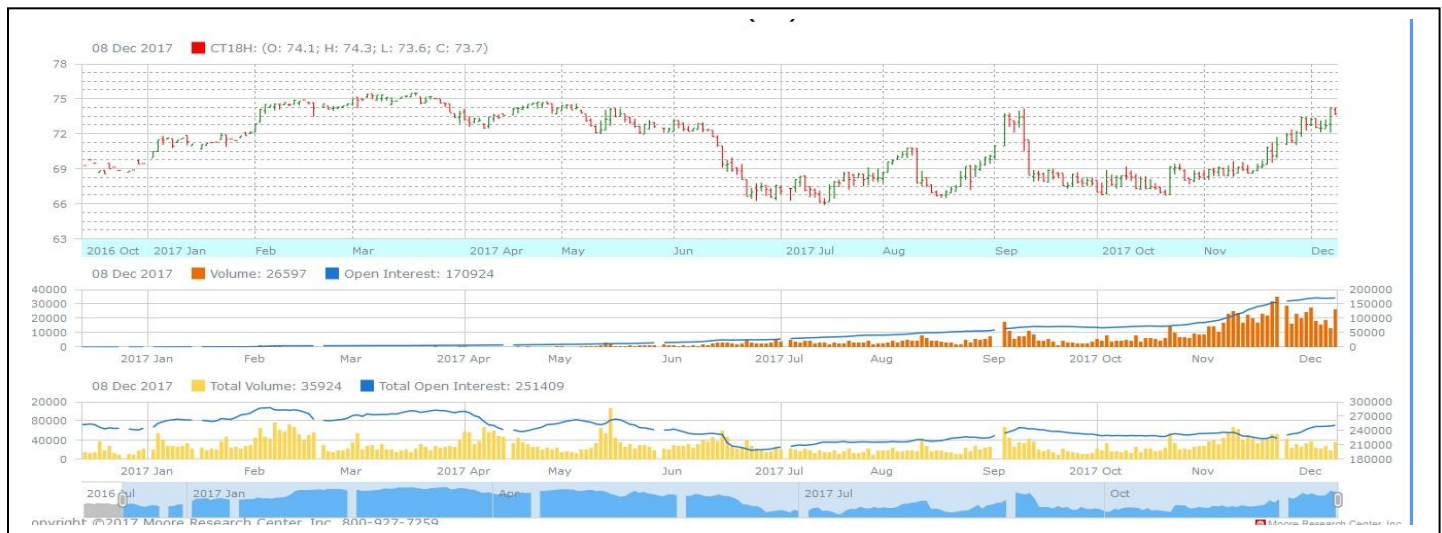 08 Dec 2017 CT18H: (O: 74.1; H: 74.3; L: 73.6; C: 73.7)
78
75
72
69
66
63
2016 Oct 2017 Jan Feb Mar 2017 Apr May Jun 2017 Jul Aug Sep 2017 Oct Nov Dec
08 Dec 2017 Volume: 26597 Open Interest: 170924
40000 200000
30000 150000
20000 100000
10000 50000
0 0
2017 Jan Feb Mar 2017 Apr May Jun 2017 Jul Aug Sep 2017 Oct Nov Dec
08 Dec 2017 Total Volume: 35924 Total Open Interest: 251409
20000 300000
80000 270000
40000 240000
0 210000
180000
2017 Jan Feb Mar 2017 Apr May Jun 2017 Jul Aug Sep 2017 Oct Nov Dec
2016 Jul 2017 Jan Apr 2017 Jul Oct
opyright ©2017 Moore Research Center, Inc. 800-927-7259 Moore Research Center, Inc.